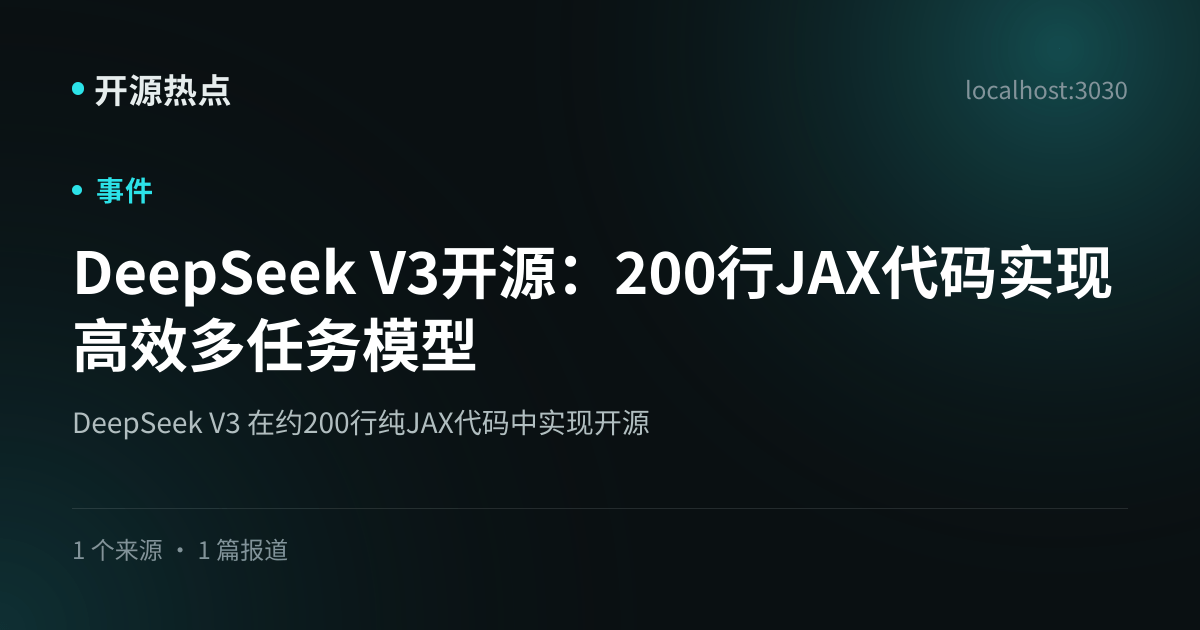 开源热点
localhost:3030
事件
DeepSeek V3开源：200行JAX代码实现
高效多任务模型
DeepSeek V3 在约200行纯JAX代码中实现开源
1 个来源 · 1 篇报道